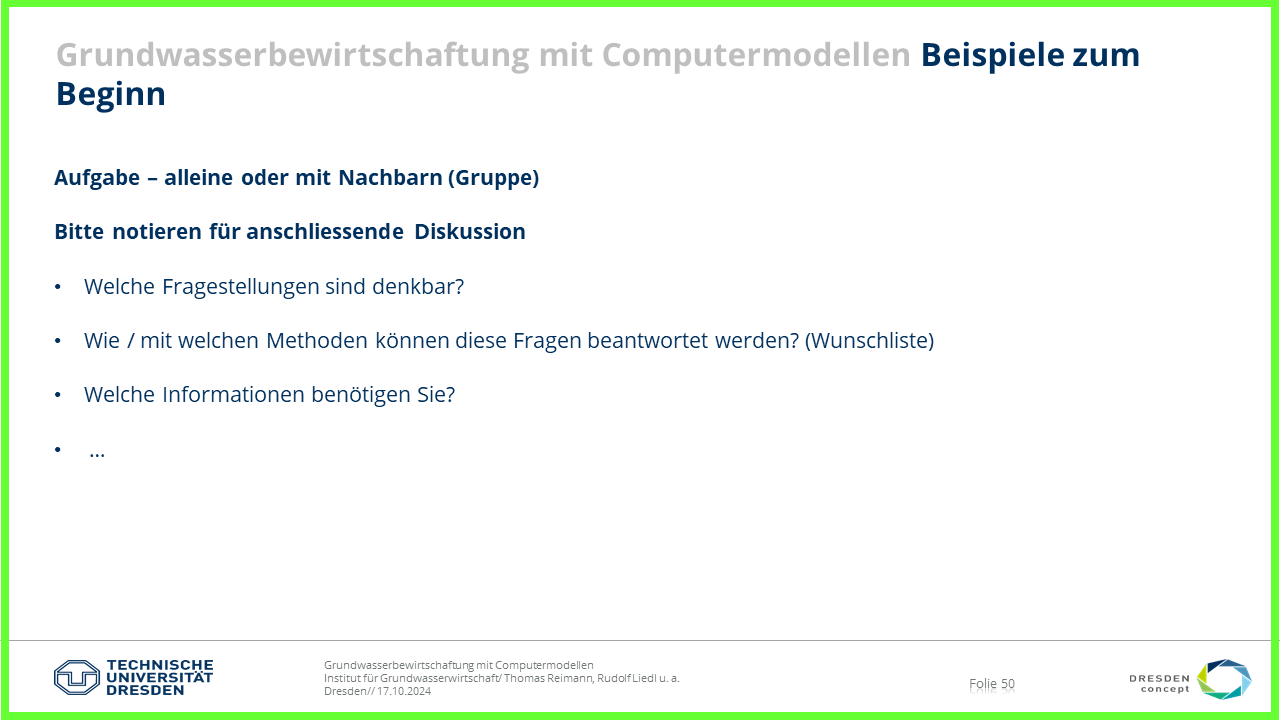 Grundwasserbewirtschaftung mit Computermodellen Beispiele zum
Beginn
Aufgabe – alleine oder mit Nachbarn (Gruppe)
Bitte notieren für anschliessende Diskussion
• Welche Fragestellungen sind denkbar?
• Wie / mit welchen Methoden können diese Fragen beantwortet werden? (Wunschliste)
• Welche Informationen benötigen Sie?
• ...
TECHNISCHE
UNIVERSITÄT
DRESDEN
Grundwasserbewirtschaftung mit Computermodellen
Institut für Grundwasserwirtschaft/ Thomas Reimann, Rudolf Liedl u. a.
Dresden// 17.10.2024
Folie 50
DRESDEN
concept